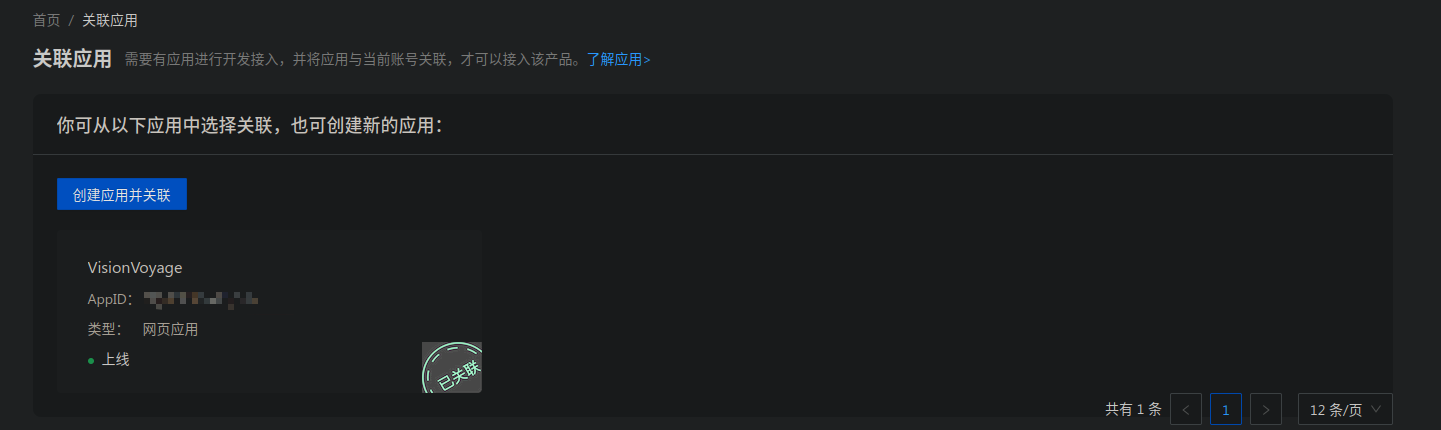 首页 / 关联应用
关联应用 需要有应用进行开发接入，并将应用与当前账号关联，才可以接入该产品。了解应用>
你可从以下应用中选择关联，也可创建新的应用：
创建应用并关联
VisionVoyage
AppID：
类型： 网页应用
上线
已关联
共有 1 条 < 1 > 12 条/页